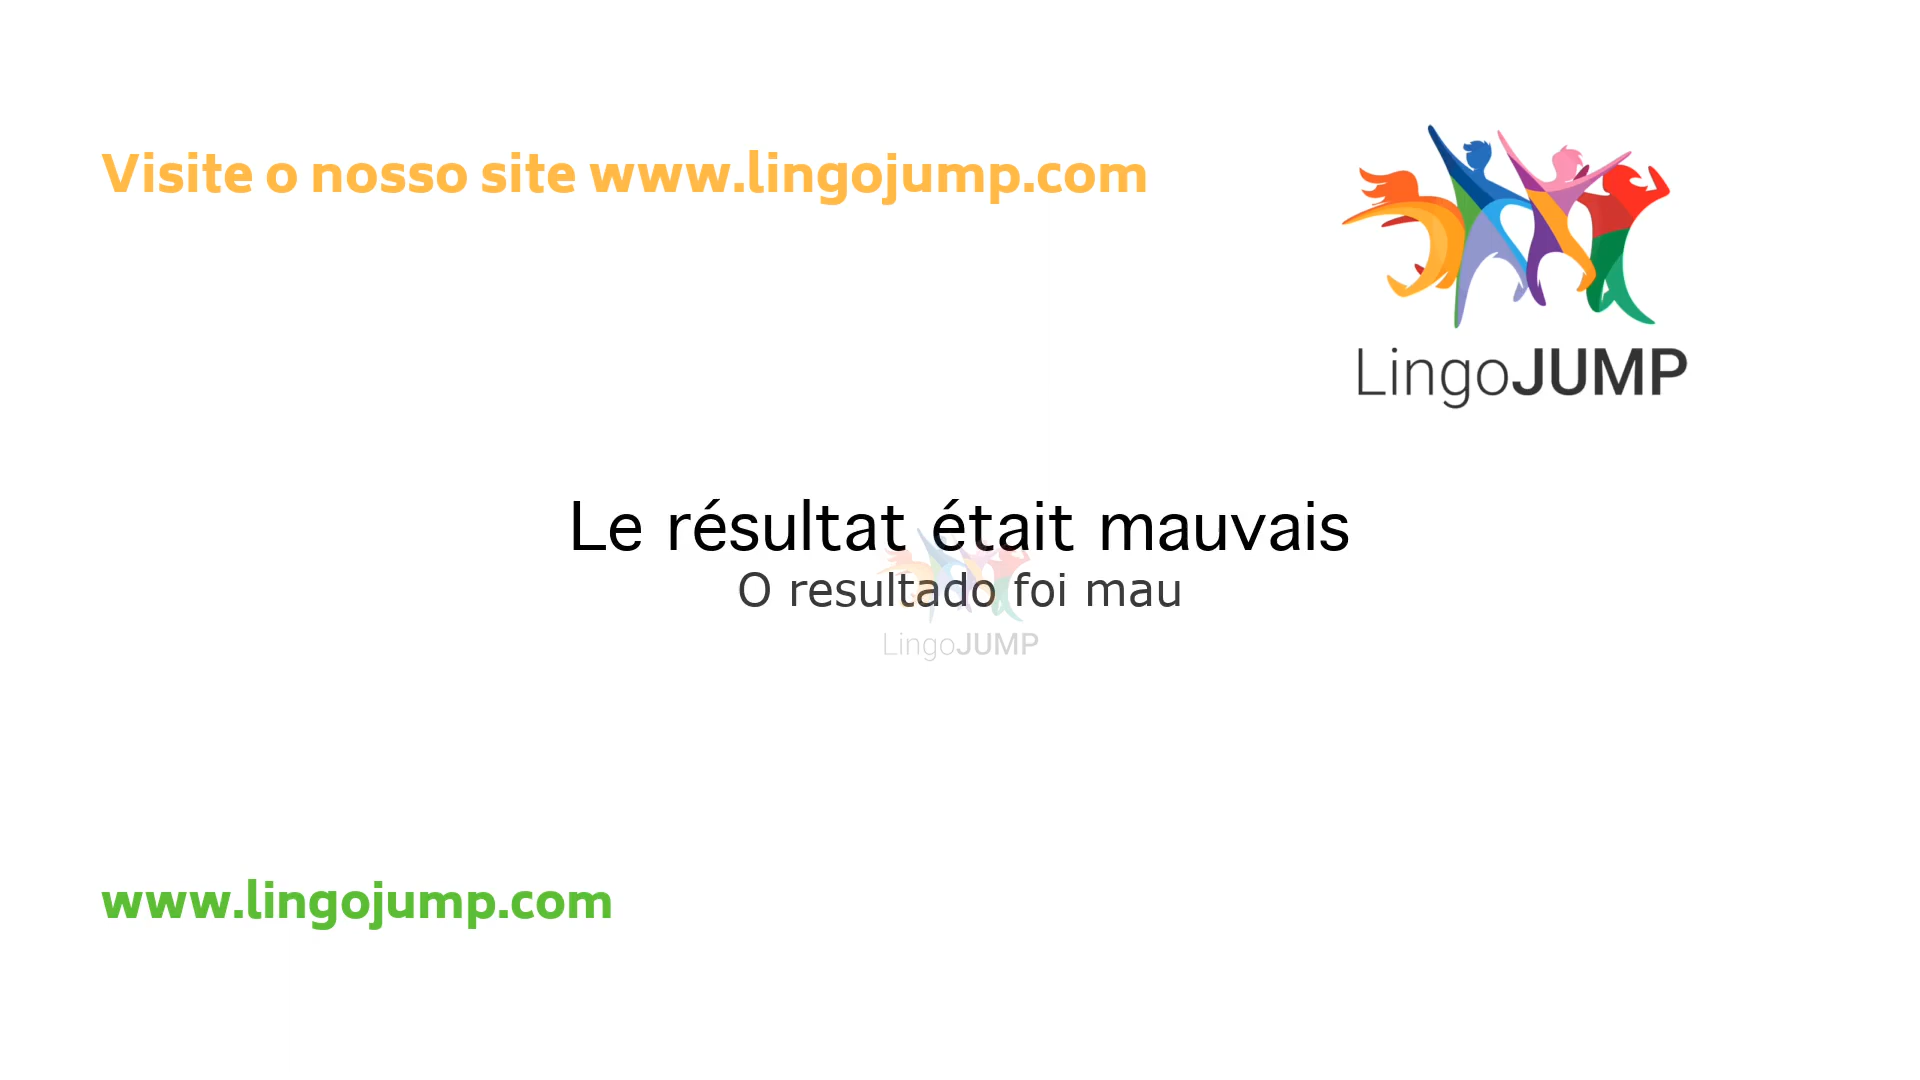 Visite o nosso site www.lingojump.com
LingoJUMP
Le résultat était mauvais
O resultado foi mau
LingoJUMP
www.lingojump.com